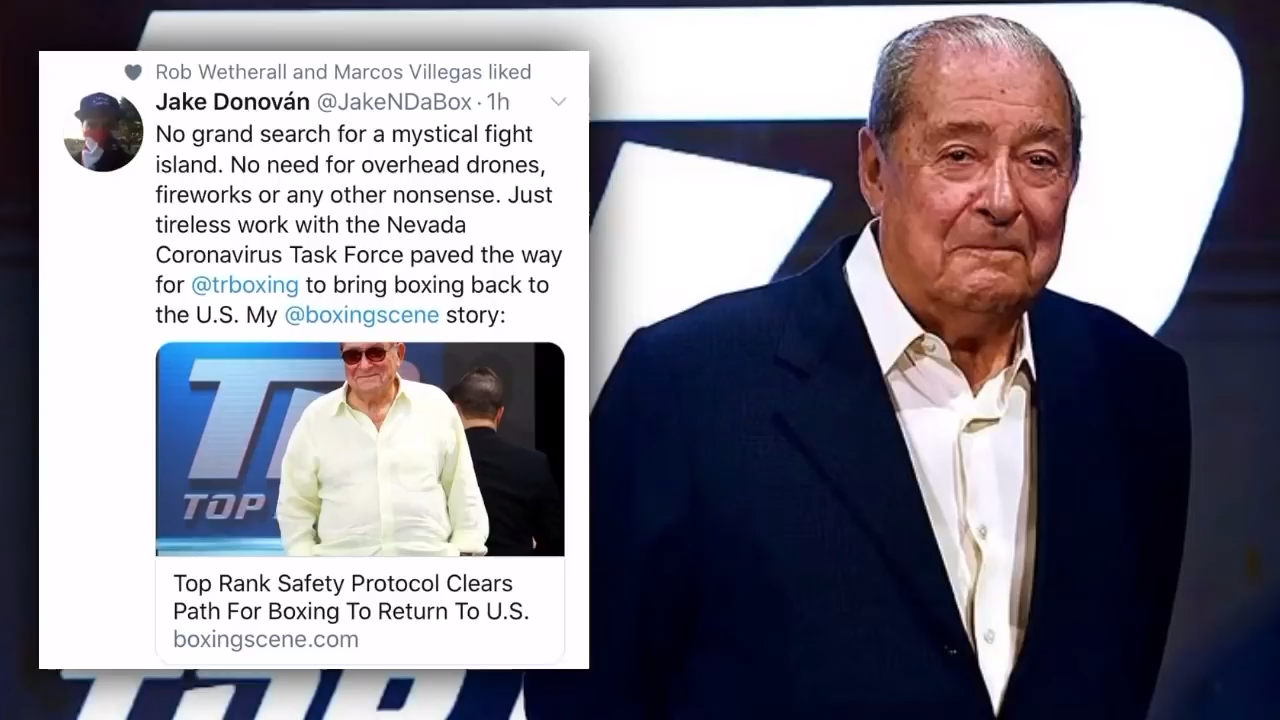 Rob Wetherall and Marcos Villegas liked
Jake Donován @JakeNDaBox · 1h
No grand search for a mystical fight
island. No need for overhead drones,
fireworks or any other nonsense. Just
tireless work with the Nevada
Coronavirus Task Force paved the way
for @trboxing to bring boxing back to
the U.S. My @boxingscene story:
TOP
Top Rank Safety Protocol Clears
Path For Boxing To Return To U.S.
boxingscene.com